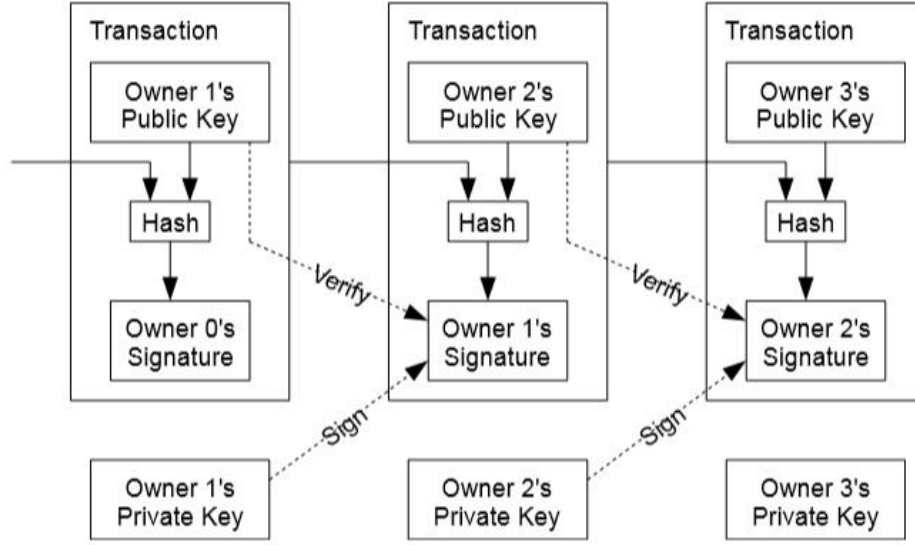 Transaction
Transaction
Transaction
Owner 1's
Public Key
Owner 2's
Public Key
Owner 3's
Public Key
Hash
Hash
Hash
Verify
Verify
Owner 0's
Signature
Owner 1's
Signature
Owner 2's
Signature
Sign
Sign
Owner 1's
Private Key
Owner 2's
Private Key
Owner 3's
Private Key